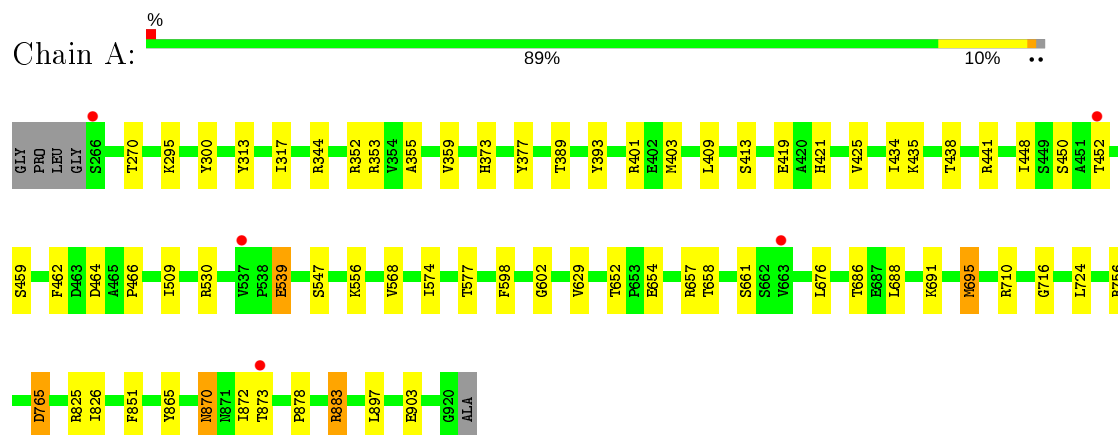 %
Chain A:
89% 10% • •
GLY PRO LEU GLY S266 T270 K295 Y300 Y313 I317 R344 R352 R353 V354 A355 V359 H373 Y377 T389 Y393 R401 E402 M403 L409 S413 E419 A420 H421 V425 I434 K435 T438 R441 I448 S449 S450 A451 T452
S459 F462 D463 D464 A465 P466 I509 R530 V537 P538 E539 S547 K556 V568 I574 T577 F598 G602 V629 T652 P653 E654 R657 T658 S661 S662 V663 L676 T686 E687 L688 K691 M695 R710 G716 L724
D765 R825 I826 F851 Y865 N870 N871 I872 T873 P878 R883 L897 E903 G920 ALA